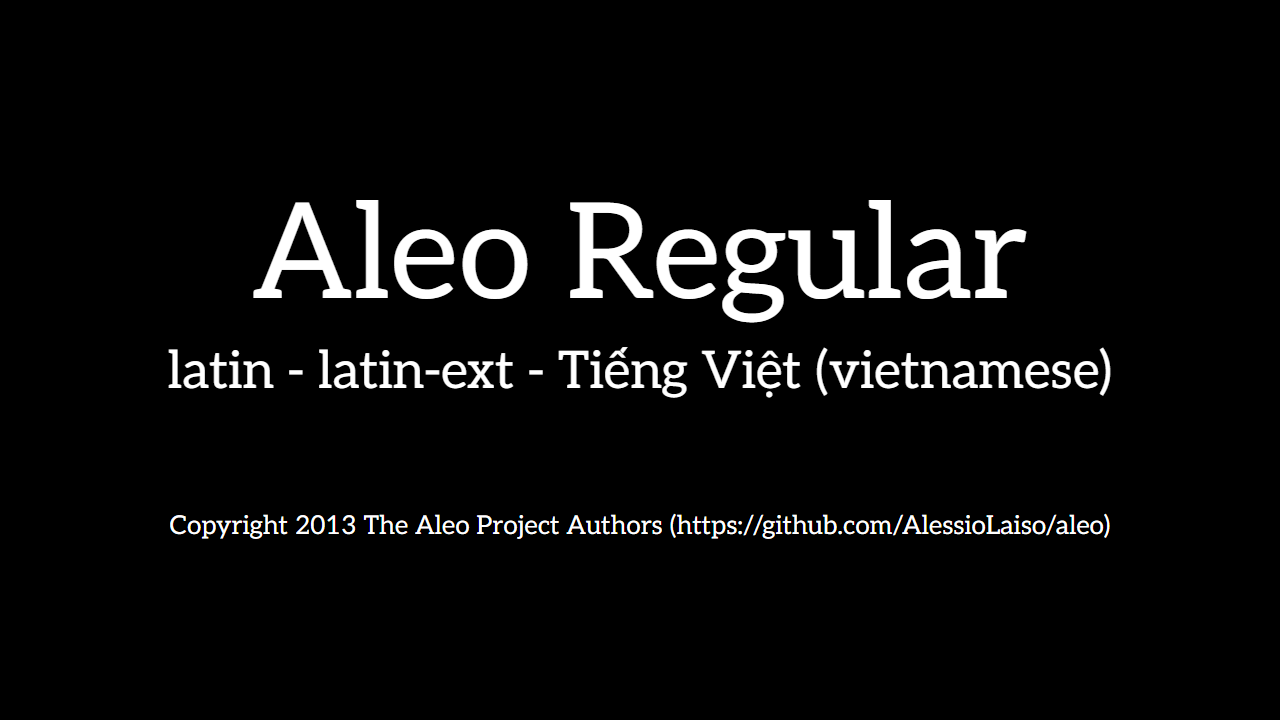 Aleo Regular
latin - latin-ext - Tiếng Việt (vietnamese)
Copyright 2013 The Aleo Project Authors (https://github.com/AlessioLaiso/aleo)